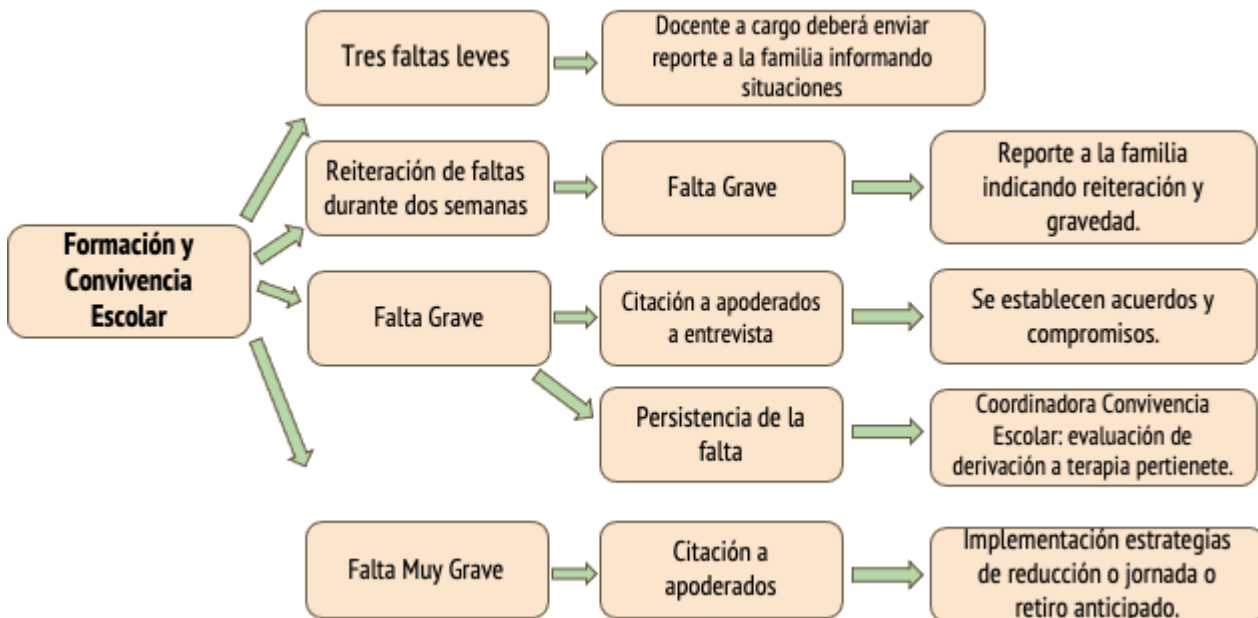 Tres faltas leves
Docente a cargo deberá enviar
reporte a la familia informando
situaciones
Reiteración de faltas
durante dos semanas
Falta Grave
Reporte a la familia
indicando reiteración y
gravedad.
Formación y
Convivencia
Escolar
Falta Grave
Citación a apoderados
a entrevista
Se establecen acuerdos y
compromisos.
Persistencia de la
falta
Coordinadora Convivencia
Escolar: evaluación de
derivación a terapia pertienete.
Falta Muy Grave
Citación a
apoderados
Implementación estrategias
de reducción o jornada o
retiro anticipado.